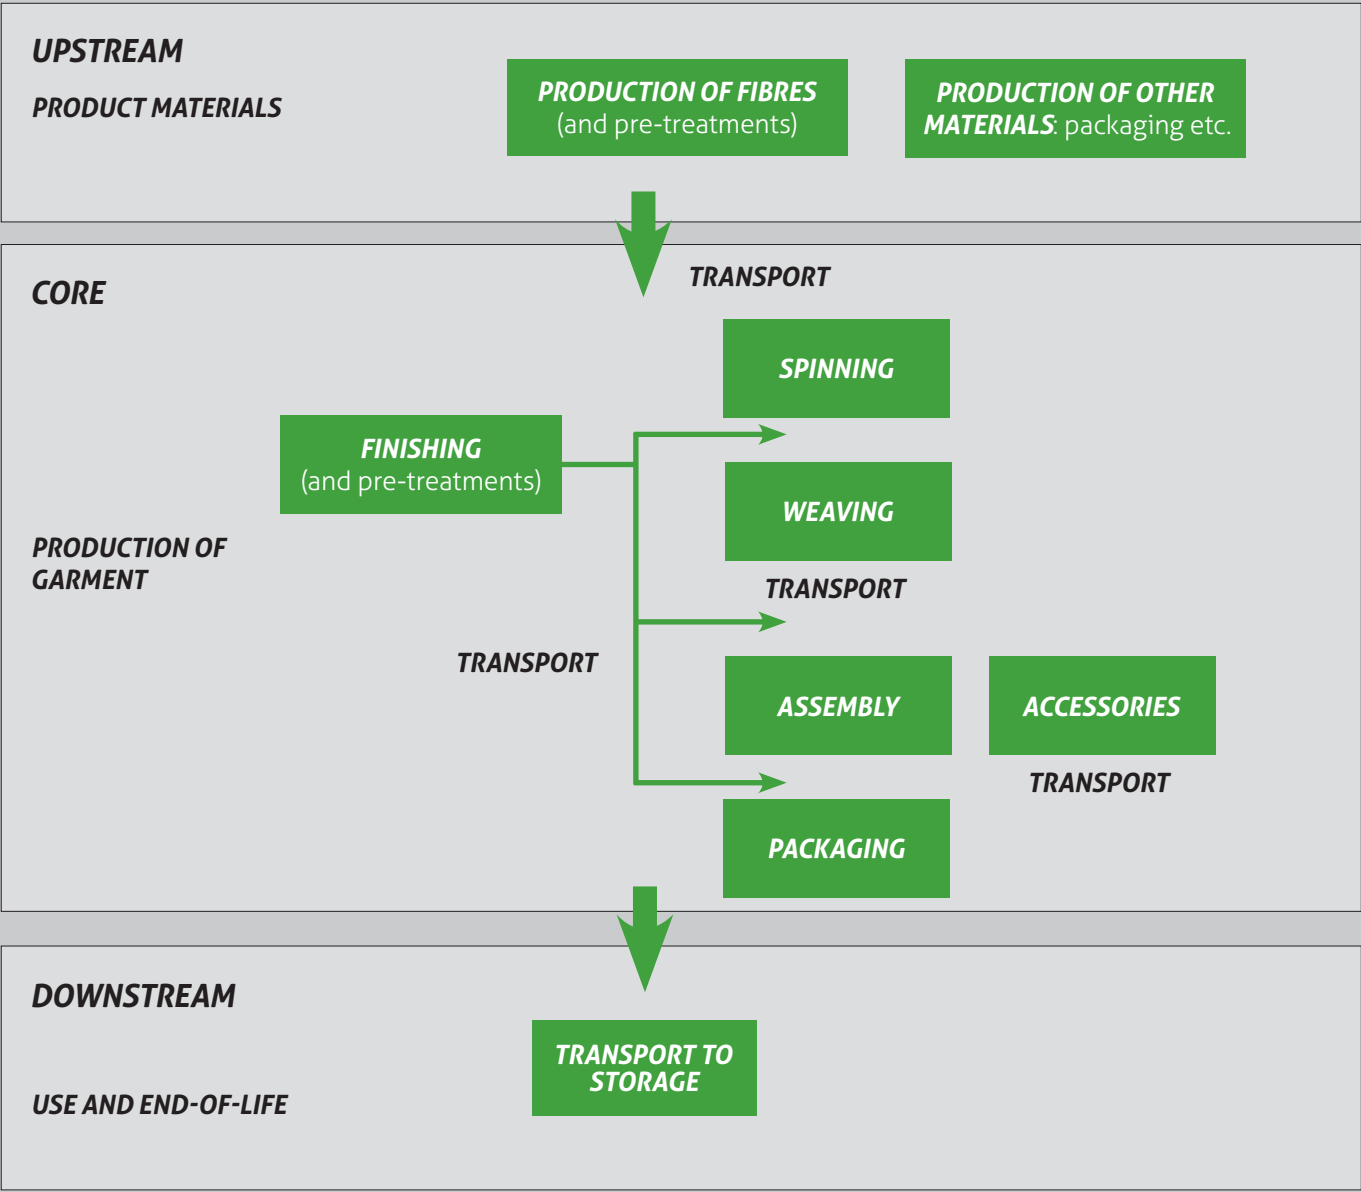 UPSTREAM
PRODUCT MATERIALS
PRODUCTION OF FIBRES
(and pre-treatments)
PRODUCTION OF OTHER
MATERIALS: packaging etc.
CORE
TRANSPORT
SPINNING
FINISHING
(and pre-treatments)
WEAVING
PRODUCTION OF
GARMENT
TRANSPORT
TRANSPORT
ASSEMBLY
ACCESSORIES
TRANSPORT
PACKAGING
DOWNSTREAM
TRANSPORT TO
STORAGE
USE AND END-OF-LIFE